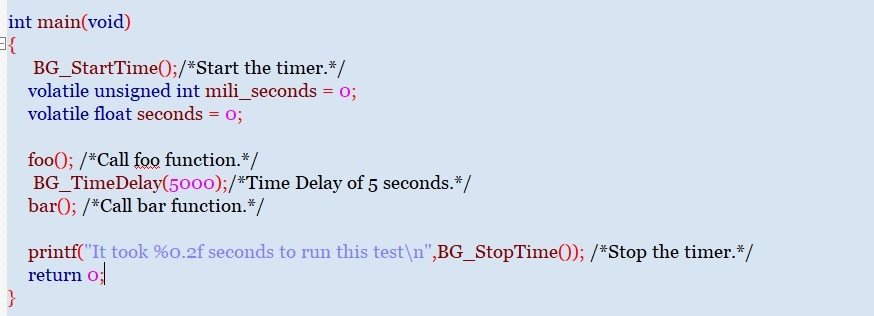 int main(void)
{
BG_StartTime();/*Start the timer.*/
volatile unsigned int mili_seconds = 0;
volatile float seconds = 0;
foo(); /*Call foo function.*/
BG_TimeDelay(5000);/*Time Delay of 5 seconds.*/
bar(); /*Call bar function.*/
printf("It took %0.2f seconds to run this test\n",BG_StopTime()); /*Stop the timer.*/
return 0;
}